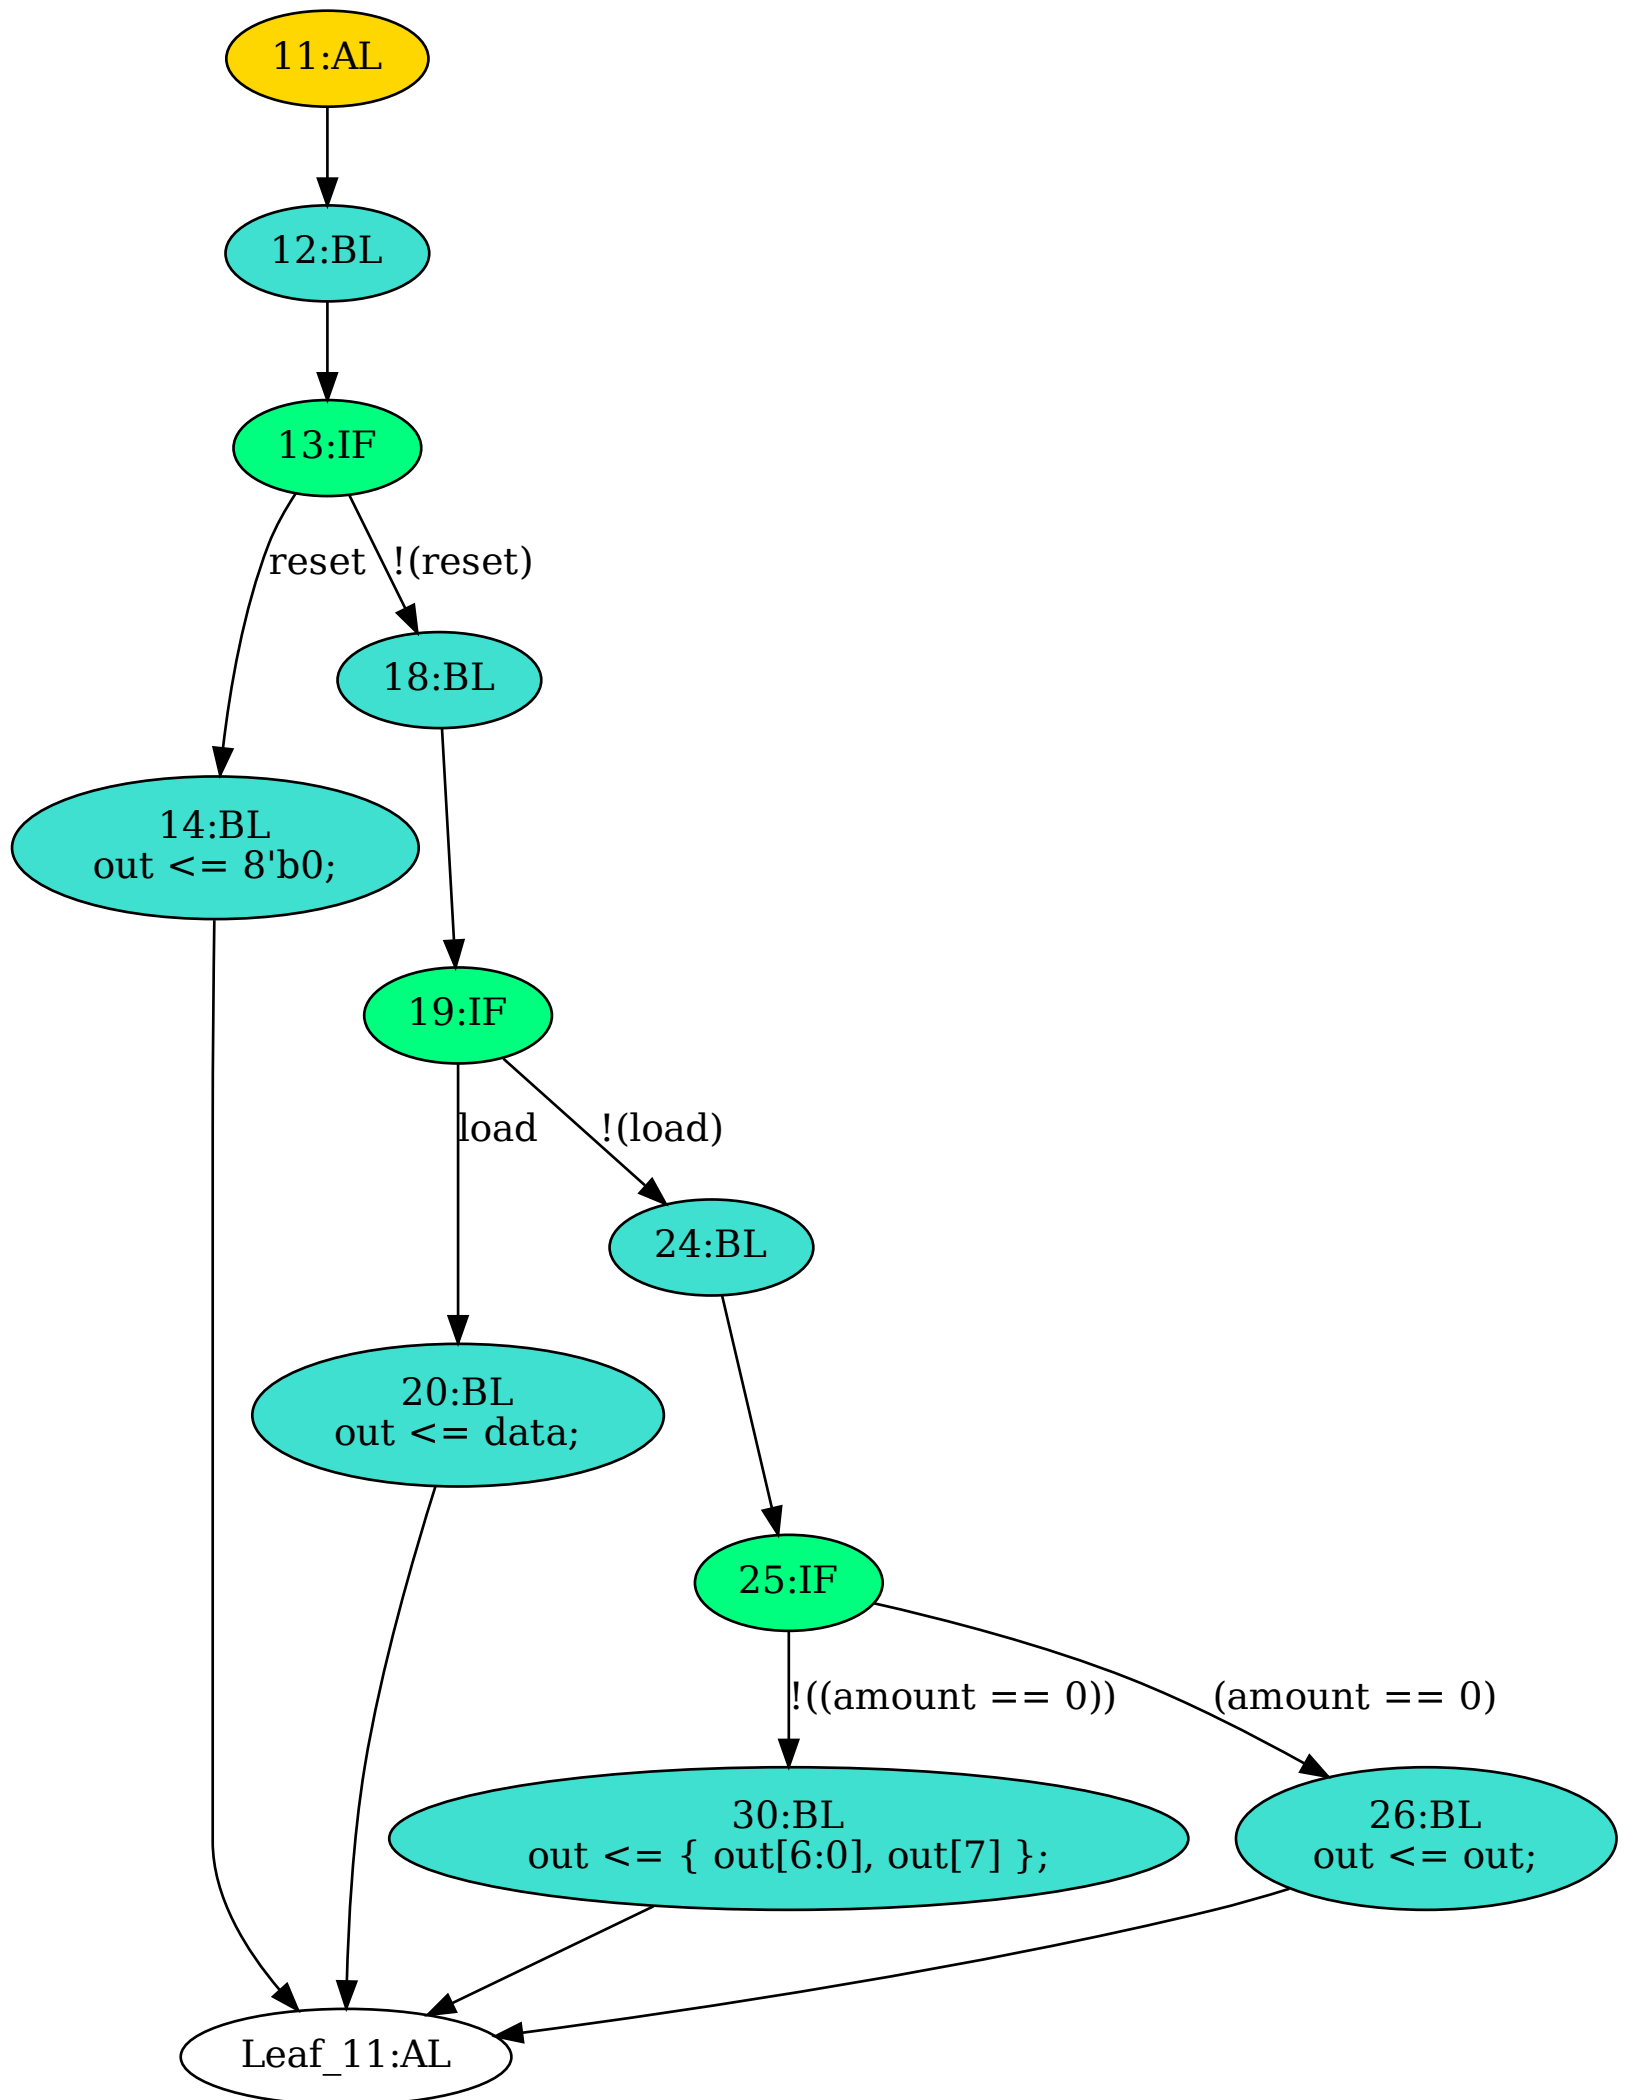 11:AL
12:BL
13:IF
reset
!(reset)
18:BL
14:BL
out <= 8'b0;
19:IF
load
!(load)
24:BL
20:BL
out <= data;
25:IF
!((amount == 0))
(amount == 0)
30:BL
out <= { out[6:0], out[7] };
26:BL
out <= out;
Leaf_11:AL